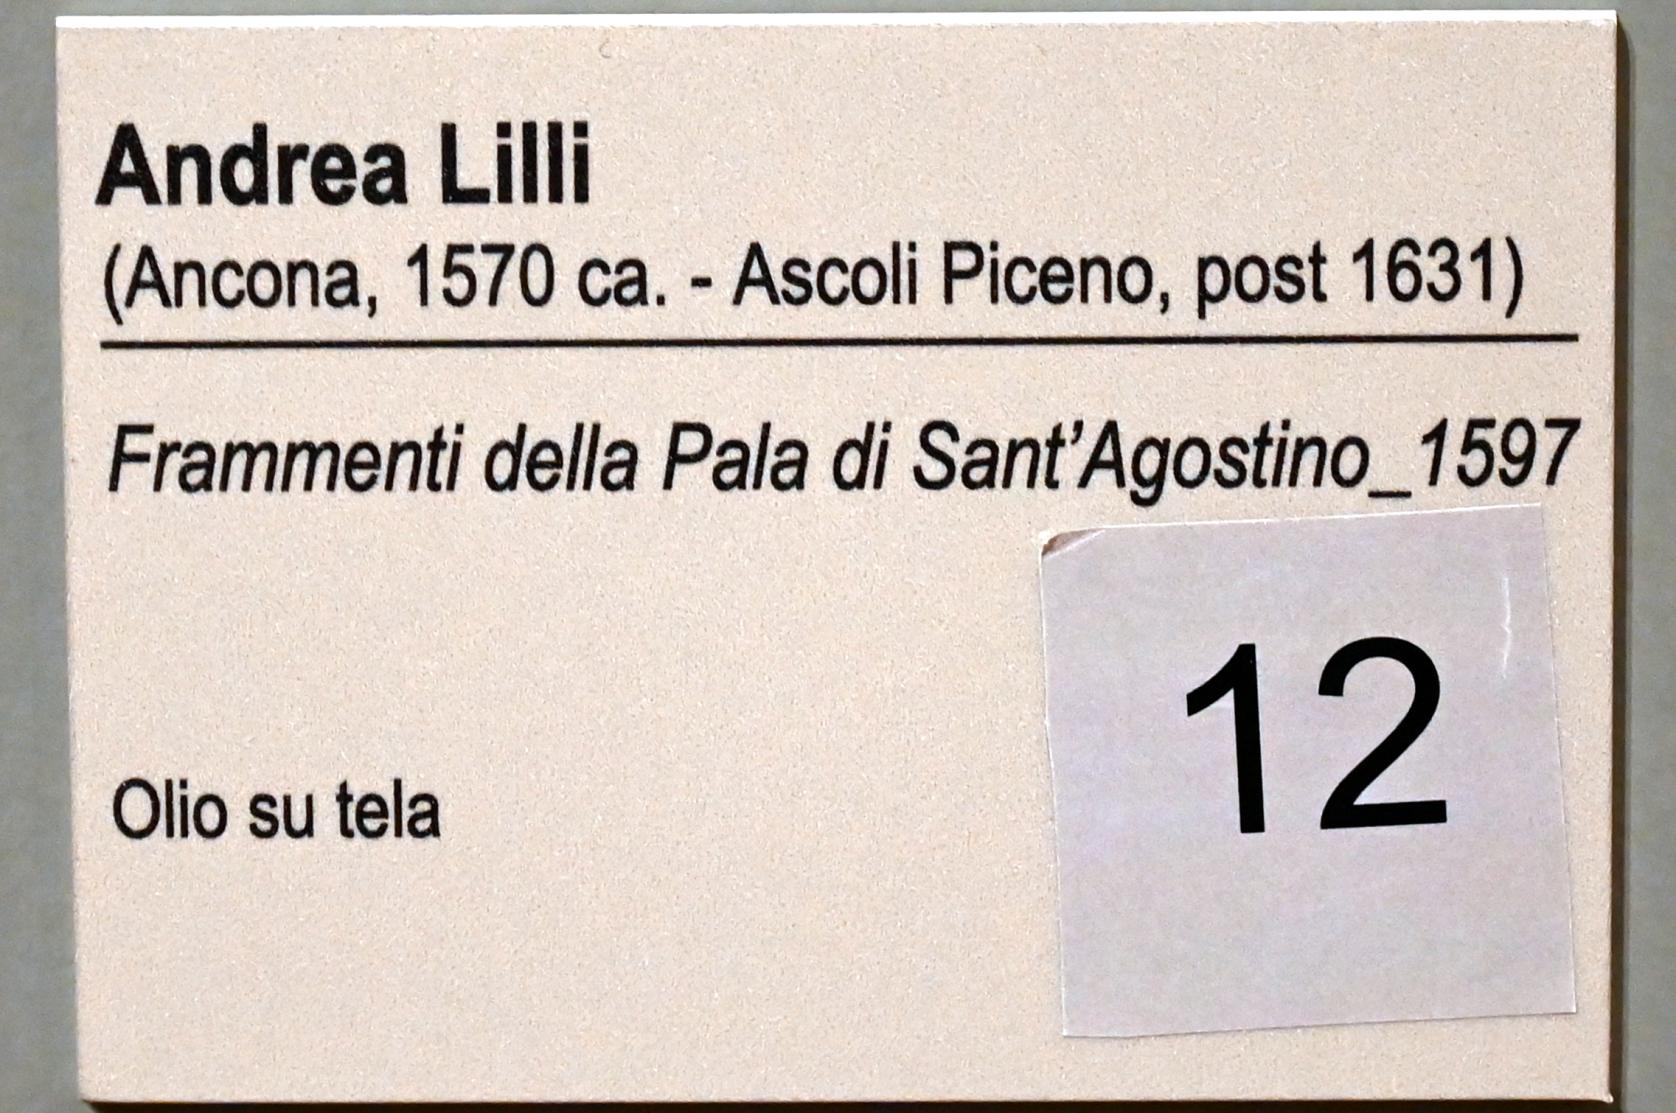 Andrea Lilli
(Ancona, 1570 ca. - Ascoli Piceno, post 1631)
Frammenti della Pala di Sant'Agostino_1597
12
Olio su tela